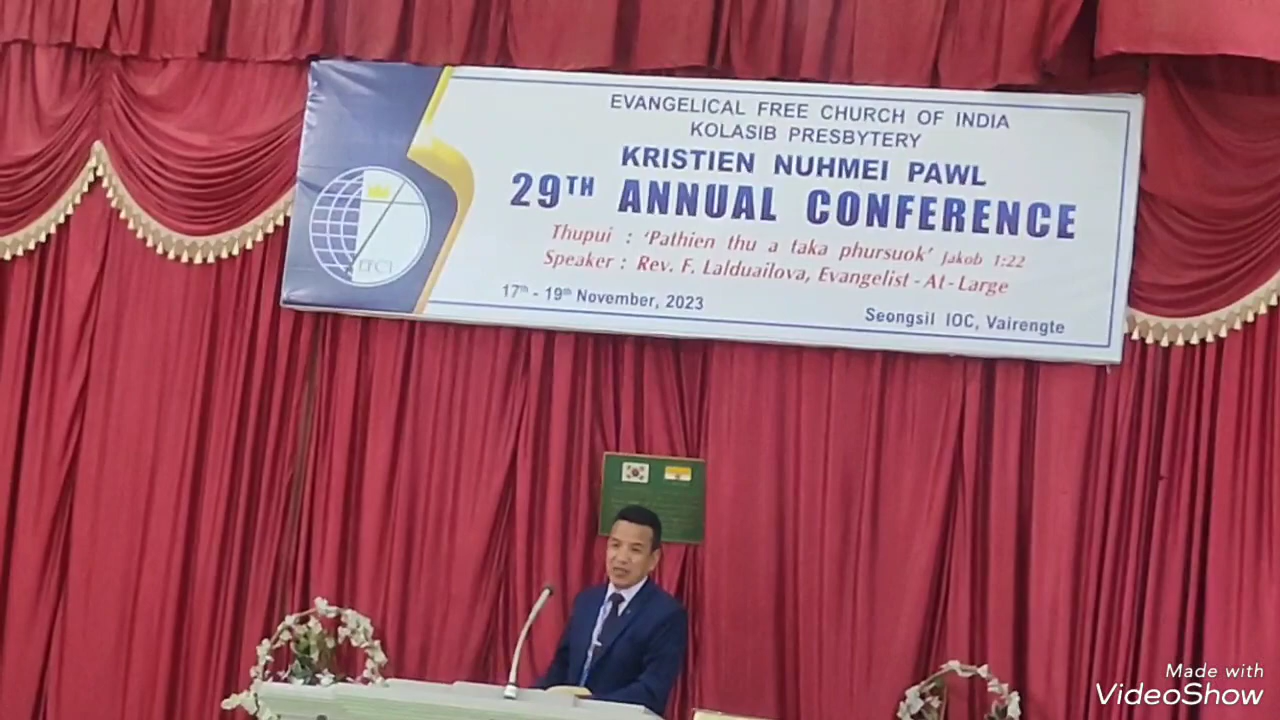 EVANGELICAL FREE CHURCH OF INDIA
KOLASIB PRESBYTERY
KRISTIEN NUHMEI PAWL
29TH ANNUAL CONFERENCE
Thupui : 'Pathien thu a taka phursuok' Jakob 1:22
Speaker : Rev. F. Lalduailova, Evangelist - At - Large
17th - 19th November, 2023
Seongsil IOC, Vairengte
EFCI
Made with
VideoShow